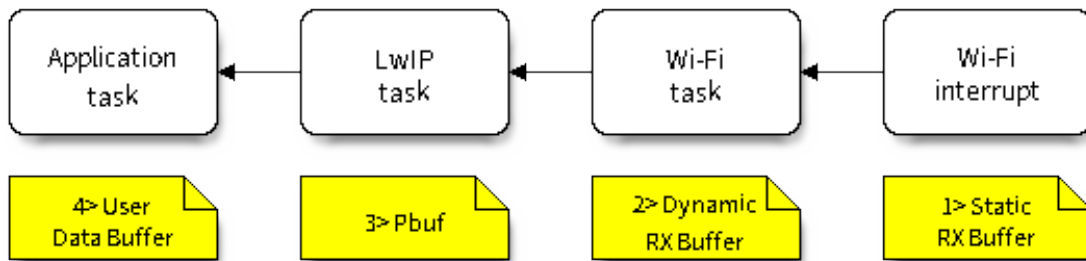 Application
task
LwIP
task
Wi-Fi
task
Wi-Fi
interrupt
4> User
Data Buffer
3> Pbuf
2> Dynamic
RX Buffer
1> Static
RX Buffer